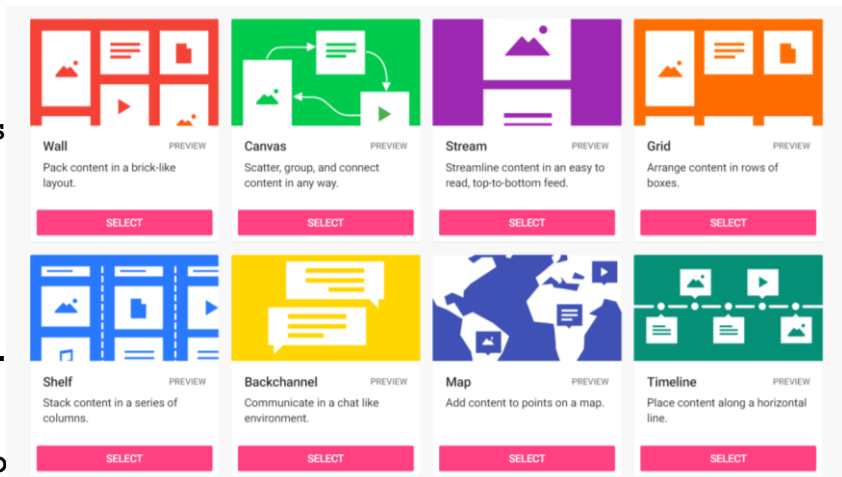 Wall PREVIEW
Pack content in a brick-like
layout.
SELECT
Canvas PREVIEW
Scatter, group, and connect
content in any way.
SELECT
Stream PREVIEW
Streamline content in an easy to
read, top-to-bottom feed.
SELECT
Grid PREVIEW
Arrange content in rows of
boxes.
SELECT
Shelf PREVIEW
Stack content in a series of
columns.
SELECT
Backchannel PREVIEW
Communicate in a chat like
environment.
SELECT
Map PREVIEW
Add content to points on a map.
SELECT
Timeline PREVIEW
Place content along a horizontal
line.
SELECT